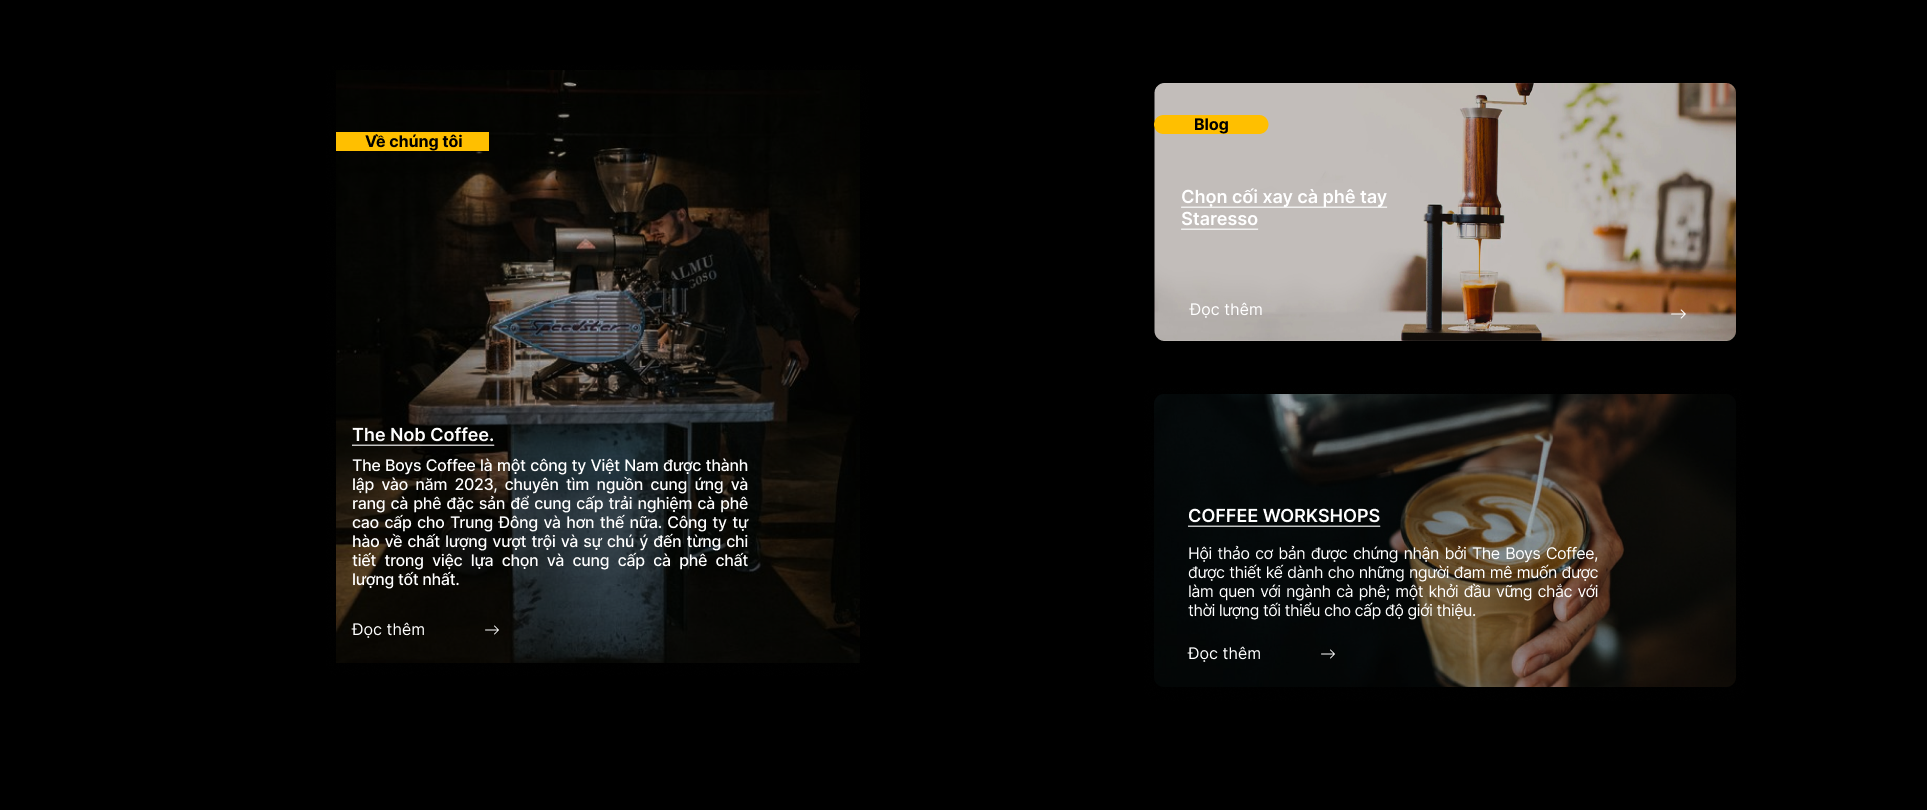 Về chúng tôi
ALMU
COSO
Speedster
The Nob Coffee.
The Boys Coffee là một công ty Việt Nam được thành
lập vào năm 2023, chuyên tìm nguồn cung ứng và
rang cà phê đặc sản để cung cấp trải nghiệm cà phê
cao cấp cho Trung Đông và hơn thế nữa. Công ty tự
hào về chất lượng vượt trội và sự chú ý đến từng chi
tiết trong việc lựa chọn và cung cấp cà phê chất
lượng tốt nhất.
Đọc thêm →
Blog
Chọn cối xay cà phê tay
Staresso
Đọc thêm →
COFFEE WORKSHOPS
Hội thảo cơ bản được chứng nhân bởi The Boys Coffee,
được thiết kế dành cho những người đam mê muốn được
làm quen với ngành cà phê; một khởi đầu vững chắc với
thời lượng tối thiểu cho cấp độ giới thiệu.
Đọc thêm →